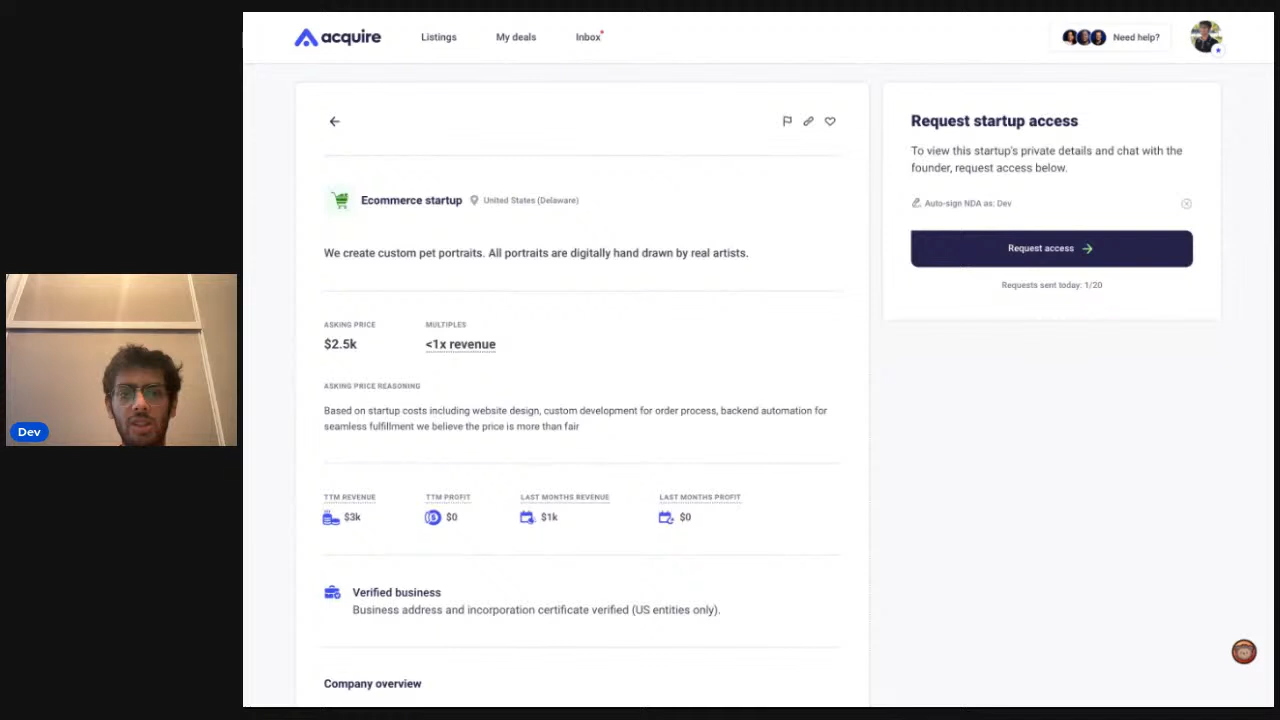 acquire
Listings
My deals
Inbox
Need help?
Ecommerce startup
United States (Delaware)
We create custom pet portraits. All portraits are digitally hand drawn by real artists.
ASKING PRICE
MULTIPLES
$2.5k
<1x revenue
ASKING PRICE REASONING
Based on startup costs including website design, custom development for order process, backend automation for
seamless fulfillment we believe the price is more than fair
TTM REVENUE
TTM PROFIT
LAST MONTHS REVENUE
LAST MONTHS PROFIT
$3k
$0
$1k
$0
Verified business
Business address and incorporation certificate verified (US entities only).
Company overview
Request startup access
To view this startup's private details and chat with the
founder, request access below.
Auto-sign NDA as: Dev
Request access
Requests sent today: 1/20
Dev